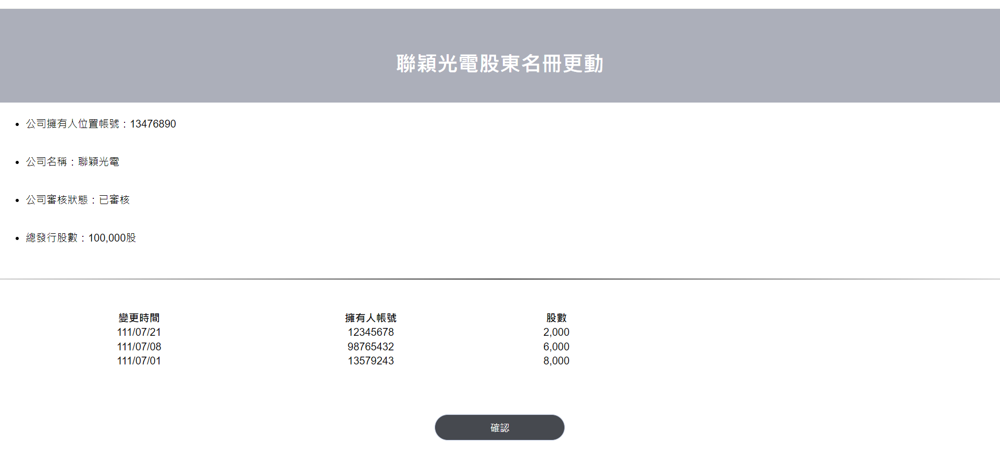 聯穎光電股東名冊更動
公司擁有人位置帳號：13476890
公司名稱：聯穎光電
公司審核狀態：已審核
總發行股數：100,000股
變更時間 擁有人帳號 股數
111/07/21 12345678 2,000
111/07/08 98765432 6,000
111/07/01 13579243 8,000
確認